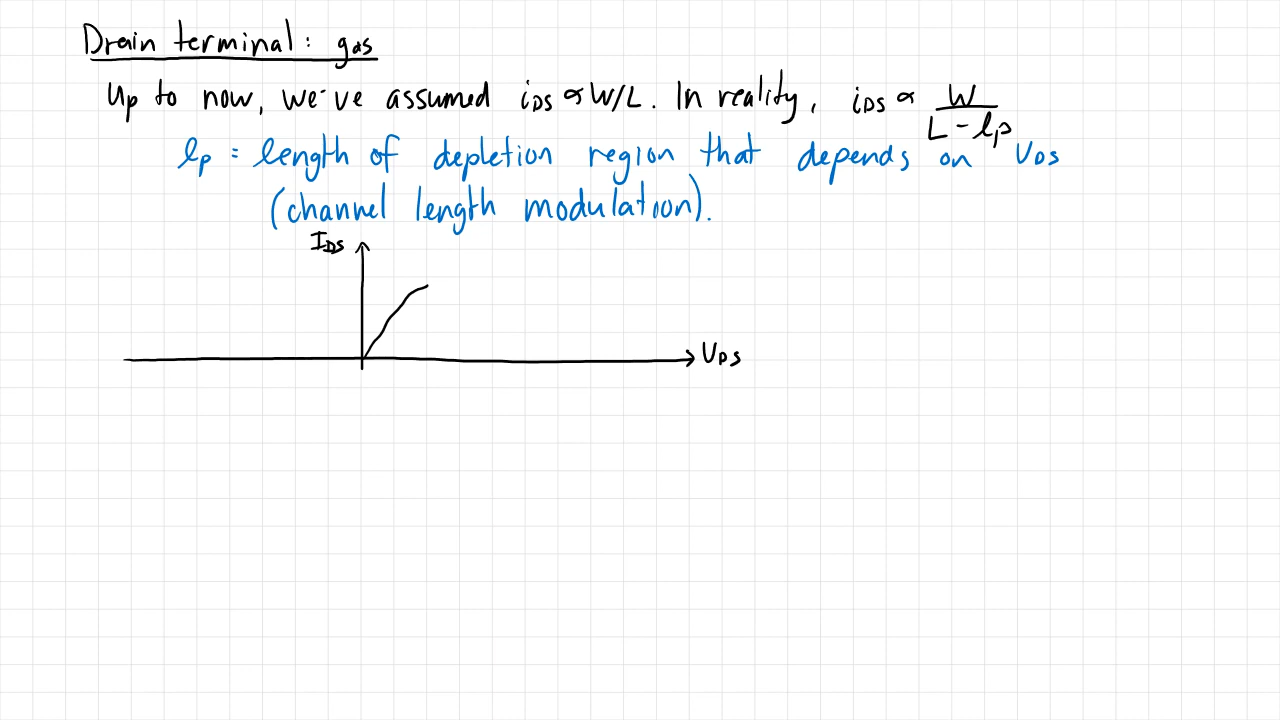 Drain terminal: gds
Up to now, we've assumed iDS ∝ W/L. In reality, iDS ∝ W / (L - lp)
lp = length of depletion region that depends on VDS
(channel length modulation).
IDS
VDS